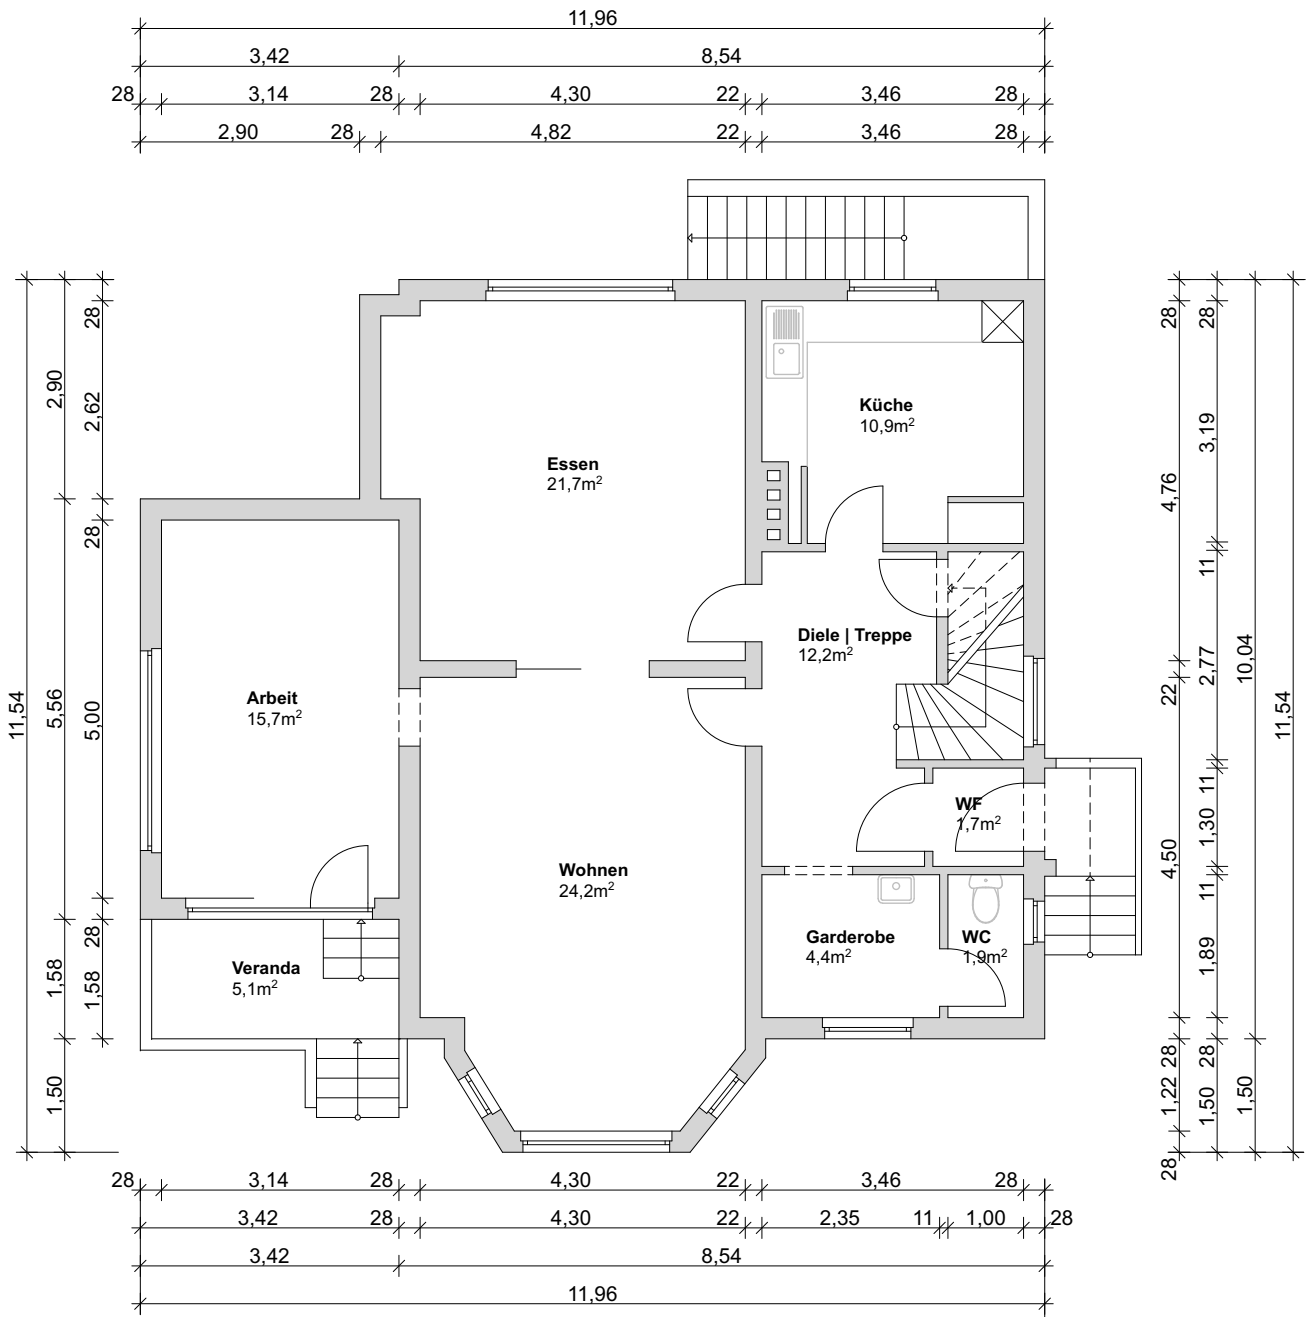 11,96
3,42 8,54
28 3,14 28 4,30 22 3,46 28
2,90 28 4,82 22 3,46 28
11,54
2,90
5,56
1,58
1,50
28
2,62
28
5,00
28
1,58
Küche
10,9m²
Essen
21,7m²
Diele | Treppe
12,2m²
Arbeit
15,7m²
WF
1,7m²
Wohnen
24,2m²
Garderobe
4,4m²
WC
1,9m²
Veranda
5,1m²
28
4,76
22
4,50
28
1,22
28
28
3,19
11
2,77
11
1,30
11
1,89
28
1,50
10,04
1,50
11,54
28 3,14 28 4,30 22 3,46 28
3,42 28 4,30 22 2,35 11 1,00 28
3,42 8,54
11,96